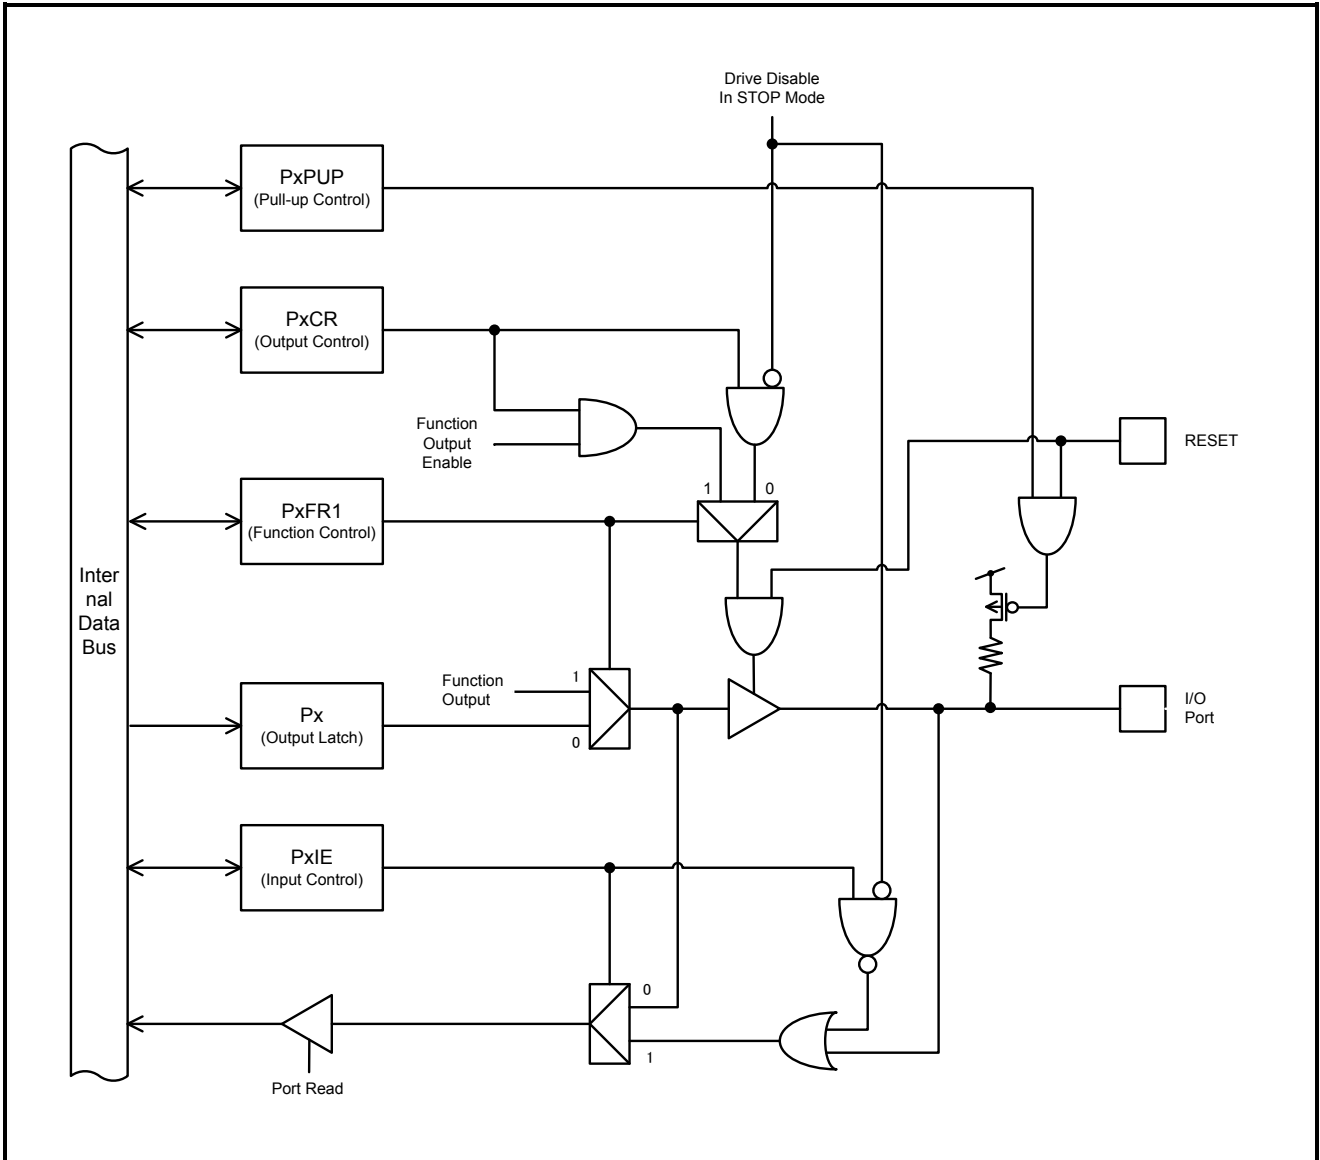 Drive Disable
In STOP Mode
PxPUP
(Pull-up Control)
PxCR
(Output Control)
Function
Output
Enable
RESET
1
0
PxFR1
(Function Control)
Inter
nal
Data
Bus
Function
Output
1
0
Px
(Output Latch)
I/O
Port
PxIE
(Input Control)
0
1
Port Read